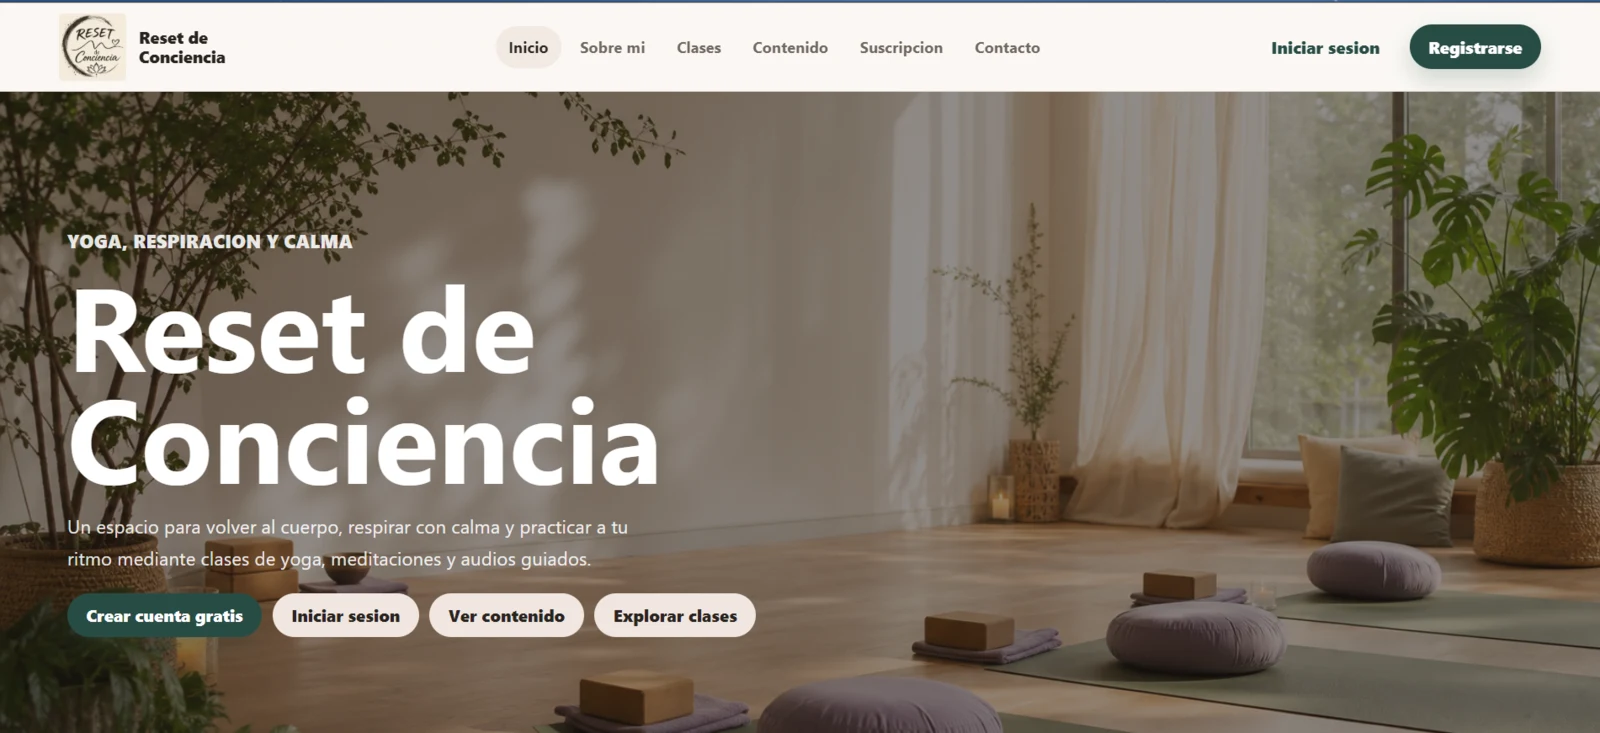 RESET
de
Conciencia
Reset de
Conciencia
Inicio
Sobre mi
Clases
Contenido
Suscripcion
Contacto
Iniciar sesion
Registrarse
YOGA, RESPIRACION Y CALMA
Reset de
Conciencia
Un espacio para volver al cuerpo, respirar con calma y practicar a tu
ritmo mediante clases de yoga, meditaciones y audios guiados.
Crear cuenta gratis
Iniciar sesion
Ver contenido
Explorar clases